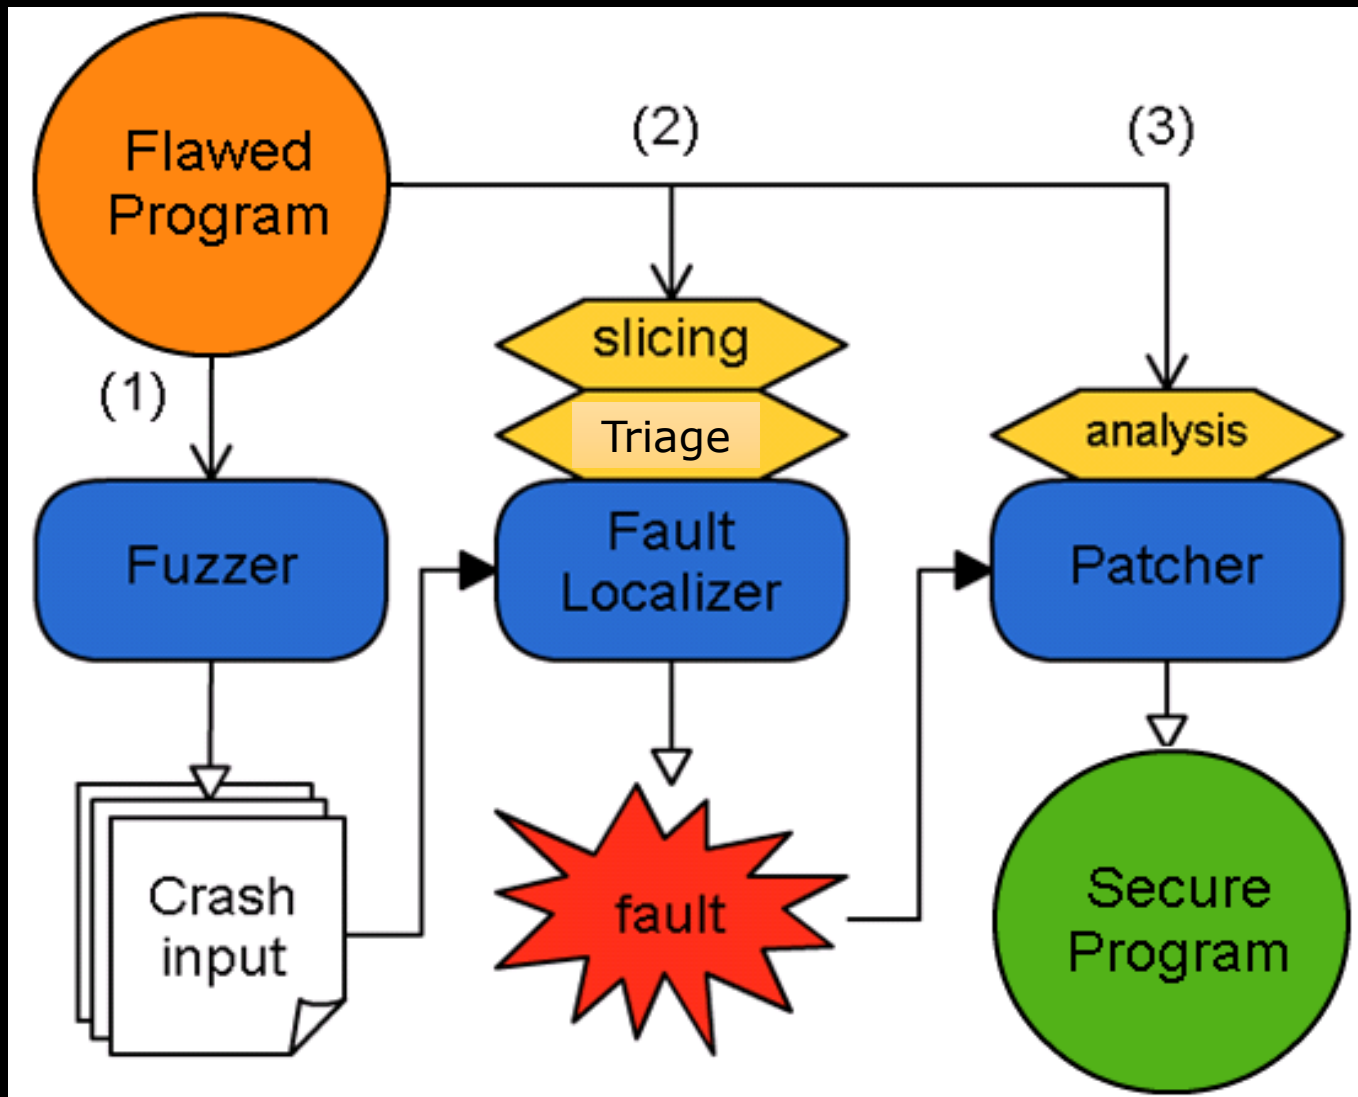 Flawed
Program
(1)
(2)
(3)
slicing
Triage
analysis
Fuzzer
Fault
Localizer
Patcher
Crash
input
fault
Secure
Program